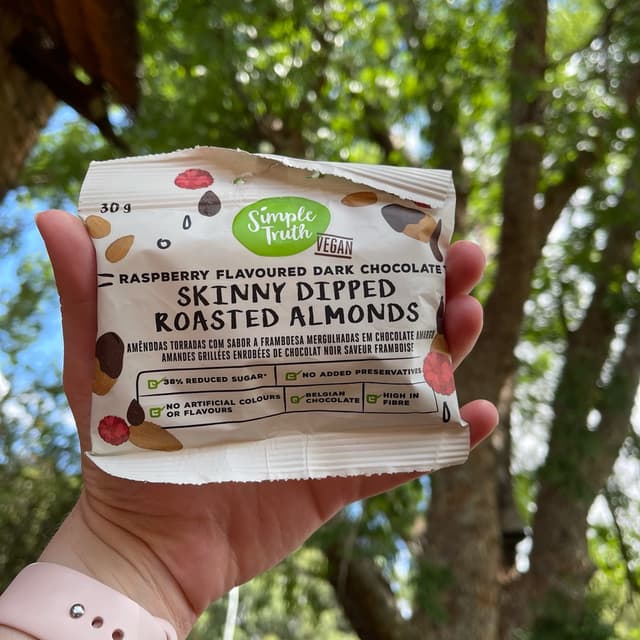 30 g
Simple
Truth
VEGAN
RASPBERRY FLAVOURED DARK CHOCOLATE
SKINNY DIPPED
ROASTED ALMONDS
AMÊNDOAS TORRADAS COM SABOR A FRAMBOESA MERGULHADAS EM CHOCOLATE AMARGO
AMANDES GRILLÉES ENROBÉES DE CHOCOLAT NOIR SAVEUR FRAMBOISE
38% REDUCED SUGAR*
NO ADDED PRESERVATIVES
NO ARTIFICIAL COLOURS
OR FLAVOURS
BELGIAN
CHOCOLATE
HIGH IN
FIBRE